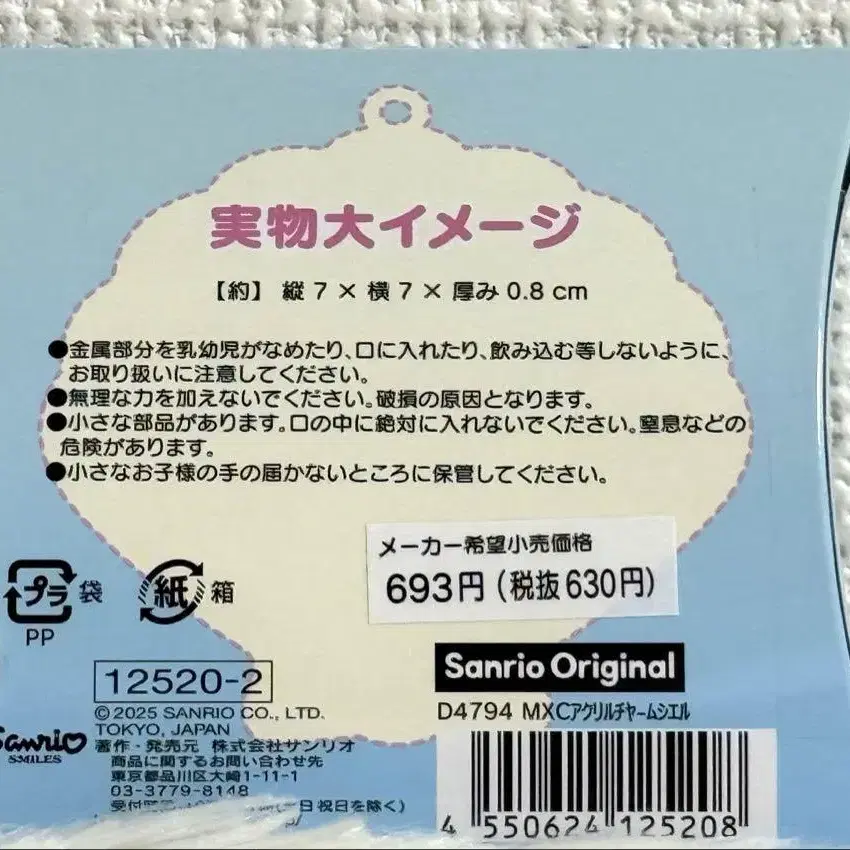 実物大イメージ
【約】 縦7×横7×厚み0.8cm
●金属部分を乳幼児がなめたり、口に入れたり、飲み込む等しないように、
お取り扱いに注意してください。
●無理な力を加えないでください。破損の原因となります。
●小さな部品があります。口の中に絶対に入れないでください。窒息などの
危険があります。
●小さなお子様の手の届かないところに保管してください。
メーカー希望小売価格
693円(税抜630円)
プラ 袋
PP
紙 箱
12520-2
©2025 SANRIO CO., LTD.
TOKYO, JAPAN
著作・発売元 株式会社サンリオ
商品に関するお問い合わせ先
東京都品川区大崎1-11-1
03-3779-8148
日祝日を除く)
Sanrio
SMILES
Sanrio Original
D4794 MXCアクリルチャームシエル
4 550624 125208